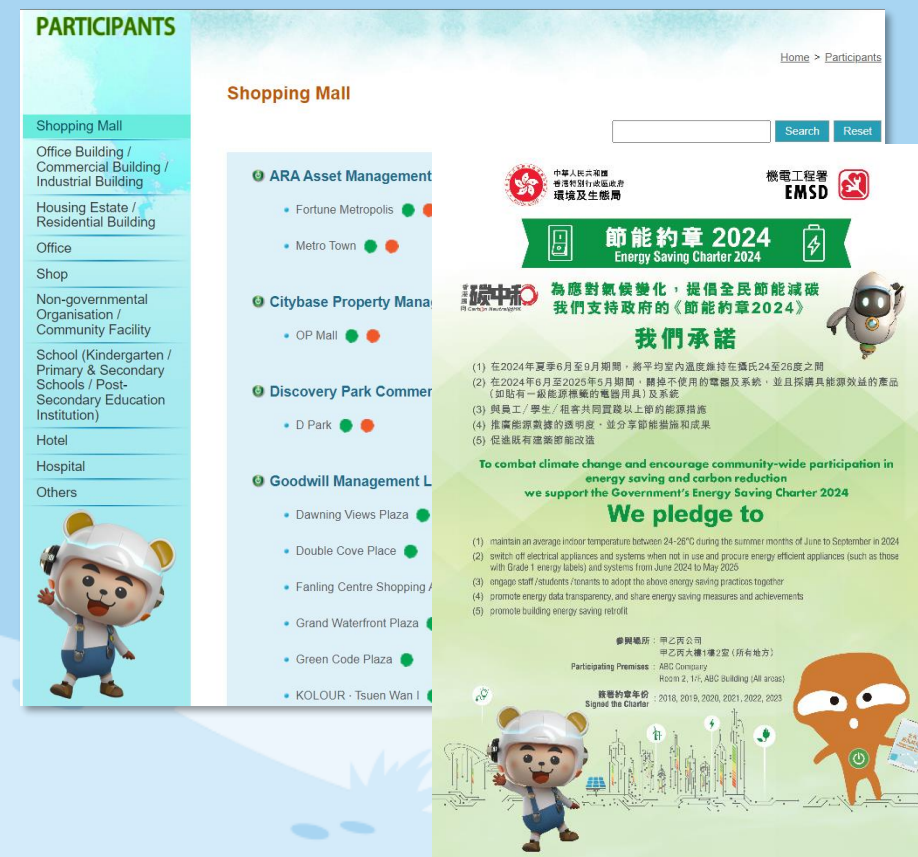 PARTICIPANTS
Home > Participants
Shopping Mall
Search Reset
Shopping Mall
Office Building /
Commercial Building /
Industrial Building
Housing Estate /
Residential Building
Office
Shop
Non-governmental
Organisation /
Community Facility
School (Kindergarten /
Primary & Secondary
Schools / Post-
Secondary Education
Institution)
Hotel
Hospital
Others
ARA Asset Management
Fortune Metropolis
Metro Town
Citybase Property Mana
OP Mall
Discovery Park Commer
D Park
Goodwill Management L
Dawning Views Plaza
Double Cove Place
Fanling Centre Shopping A
Grand Waterfront Plaza
Green Code Plaza
KOLOUR · Tsuen Wan I
中華人民共和國
香港特別行政區政府
環境及生態局
機電工程署
EMSD
節能約章 2024
Energy Saving Charter 2024
碳中和
為應對氣候變化，提倡全民節能減碳
我們支持政府的《節能約章2024》
我們承諾
(1) 在2024年夏季6月至9月期間，將平均室內溫度維持在攝氏24至26度之間
(2) 在2024年6月至2025年5月期間，關掉不使用的電器及系統，並且採購具能源效益的產品
（如貼有一級能源標籤的電器用具）及系統
(3) 與員工／學生／租客共同實踐以上節約能源措施
(4) 推廣能源數據的透明度，並分享節能措施和成果
(5) 促進既有建築節能改造
To combat climate change and encourage community-wide participation in
energy saving and carbon reduction
we support the Government's Energy Saving Charter 2024
We pledge to
(1) maintain an average indoor temperature between 24-26°C during the summer months of June to September in 2024
(2) switch off electrical appliances and systems when not in use and procure energy efficient appliances (such as those
with Grade 1 energy labels) and systems from June 2024 to May 2025
(3) engage staff /students /tenants to adopt the above energy saving practices together
(4) promote energy data transparency, and share energy saving measures and achievements
(5) promote building energy saving retrofit
參與場所：甲乙丙公司
甲乙丙大樓1樓2室（所有地方）
Participating Premises : ABC Company
Room 2, 1/F, ABC Building (All areas)
簽署約章年份
Signed the Charter : 2018, 2019, 2020, 2021, 2022, 2023